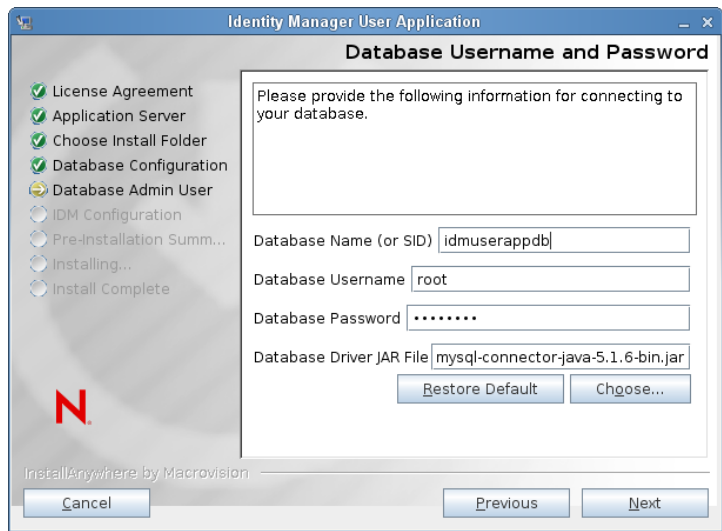 Identity Manager User Application
Database Username and Password
License Agreement
Application Server
Choose Install Folder
Database Configuration
Database Admin User
IDM Configuration
Pre-Installation Summ...
Installing...
Install Complete
Please provide the following information for connecting to
your database.
Database Name (or SID) idmuserappdb
Database Username root
Database Password ••••••••
Database Driver JAR File mysql-connector-java-5.1.6-bin.jar
Restore Default Choose...
N
InstallAnywhere by Macrovision
Cancel Previous Next